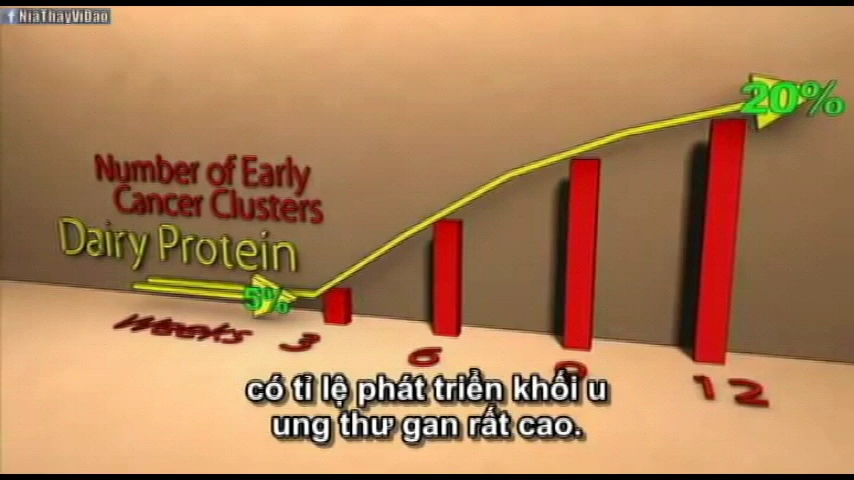 NiaThayViDao
20%
Number of Early
Cancer Clusters
Dairy Protein
5%
weeks 3 6 9 12
có tỉ lệ phát triển khối u
ung thư gan rất cao.